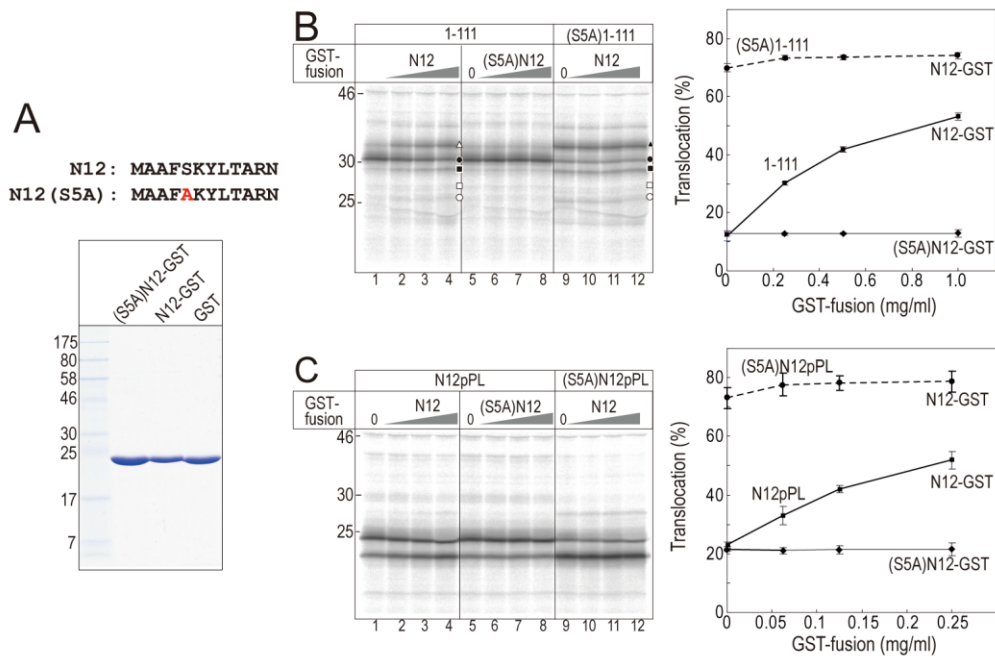 A
N12: MAAFSKYLTARN
N12(S5A): MAAFAKYLTARN
(S5A)N12-GST
N12-GST
GST
175
80
58
46
30
25
17
7
B
1-111
(S5A)1-111
GST-fusion
N12
0
(S5A)N12
0
N12
46
30
25
1 2 3 4 5 6 7 8 9 10 11 12
Translocation (%)
80
60
40
20
0
(S5A)1-111
N12-GST
N12-GST
1-111
(S5A)N12-GST
0 0.2 0.4 0.6 0.8 1.0
GST-fusion (mg/ml)
C
N12pPL
(S5A)N12pPL
GST-fusion
0
N12
0
(S5A)N12
0
N12
46
30
25
1 2 3 4 5 6 7 8 9 10 11 12
Translocation (%)
80
60
40
20
0
(S5A)N12pPL
N12-GST
N12-GST
N12pPL
(S5A)N12-GST
0 0.05 0.1 0.15 0.2 0.25
GST-fusion (mg/ml)